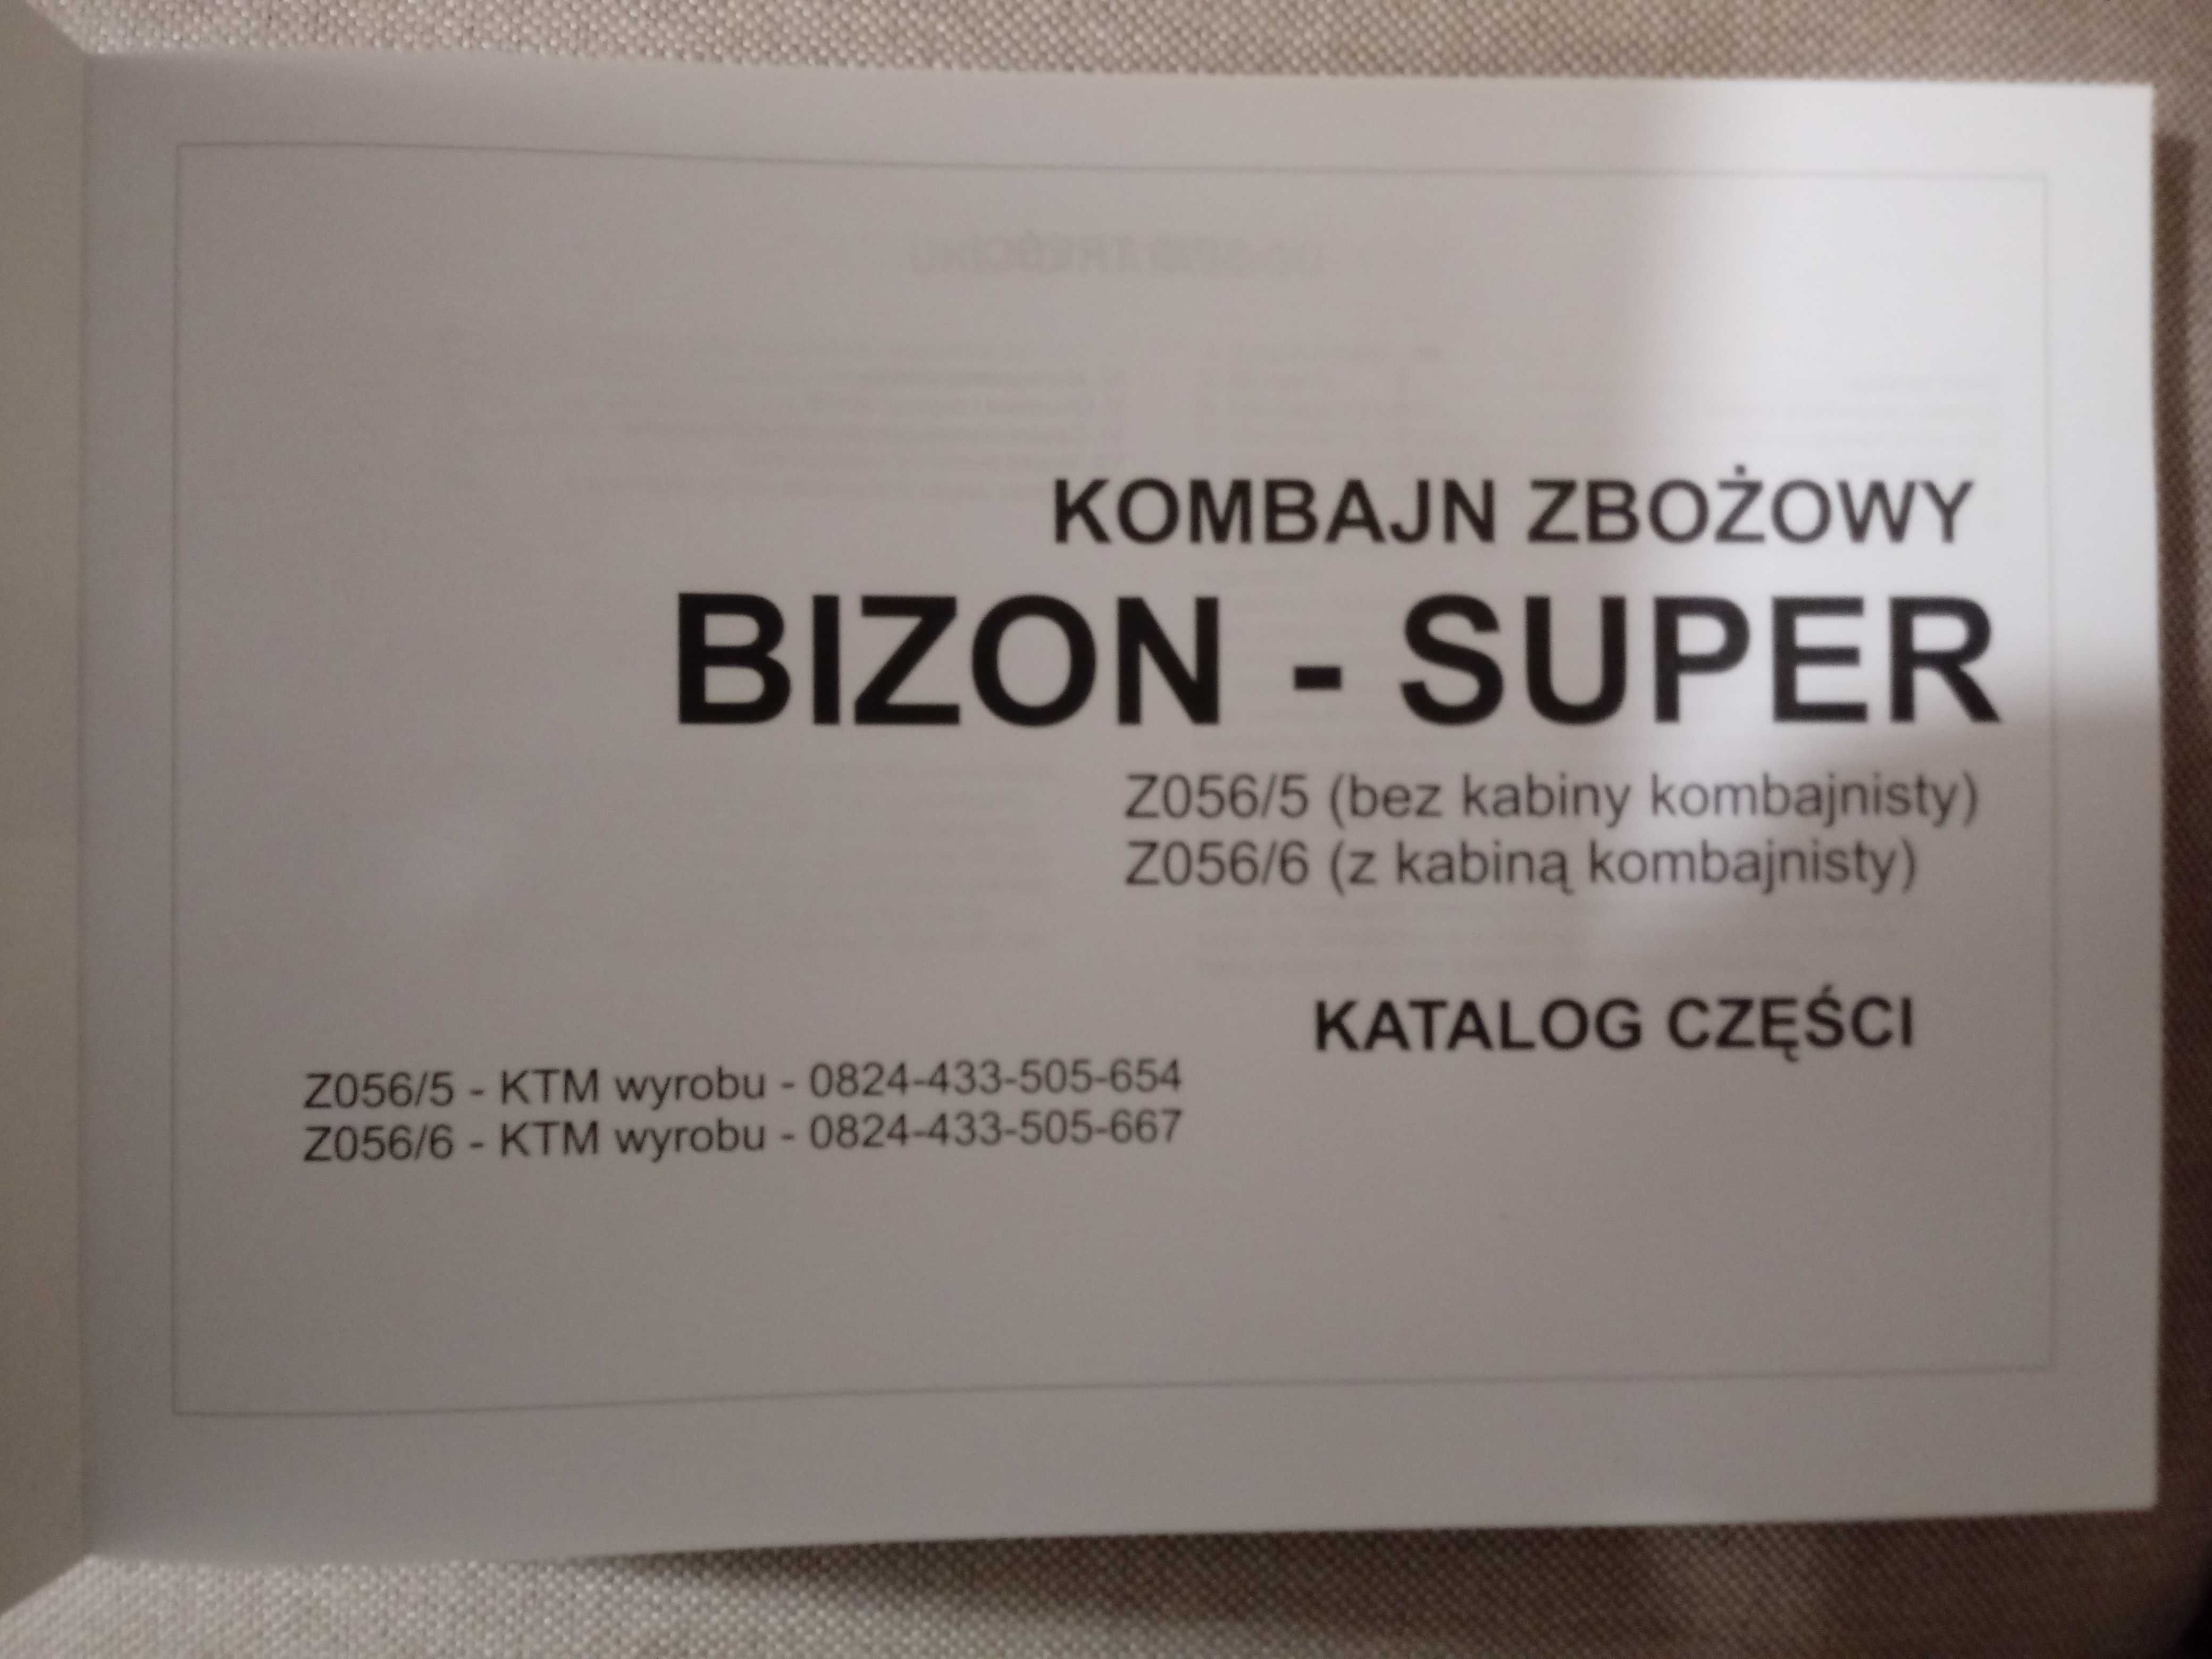 KOMBAJN ZBOŻOWY
BIZON - SUPER
Z056/5 (bez kabiny kombajnisty)
Z056/6 (z kabiną kombajnisty)
KATALOG CZĘŚCI
Z056/5 - KTM wyrobu - 0824-433-505-654
Z056/6 - KTM wyrobu - 0824-433-505-667